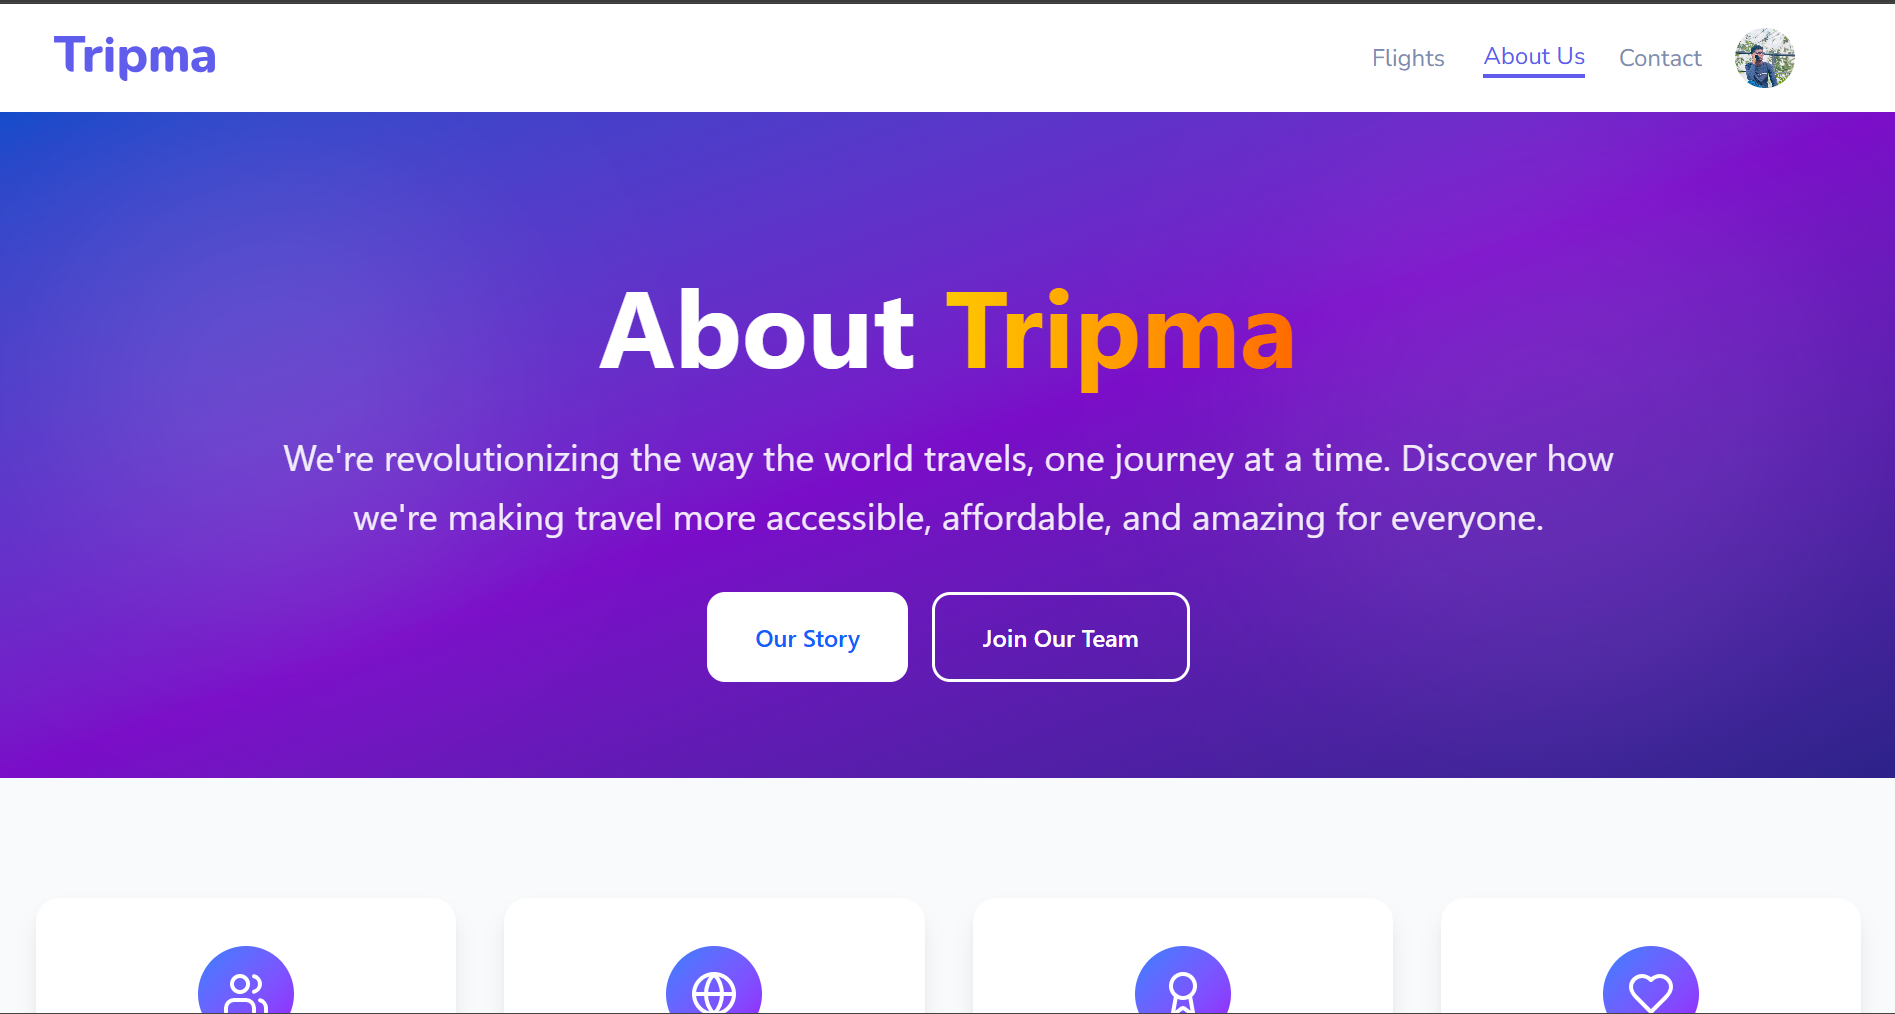 Tripma
Flights
About Us
Contact
About Tripma
We're revolutionizing the way the world travels, one journey at a time. Discover how
we're making travel more accessible, affordable, and amazing for everyone.
Our Story
Join Our Team